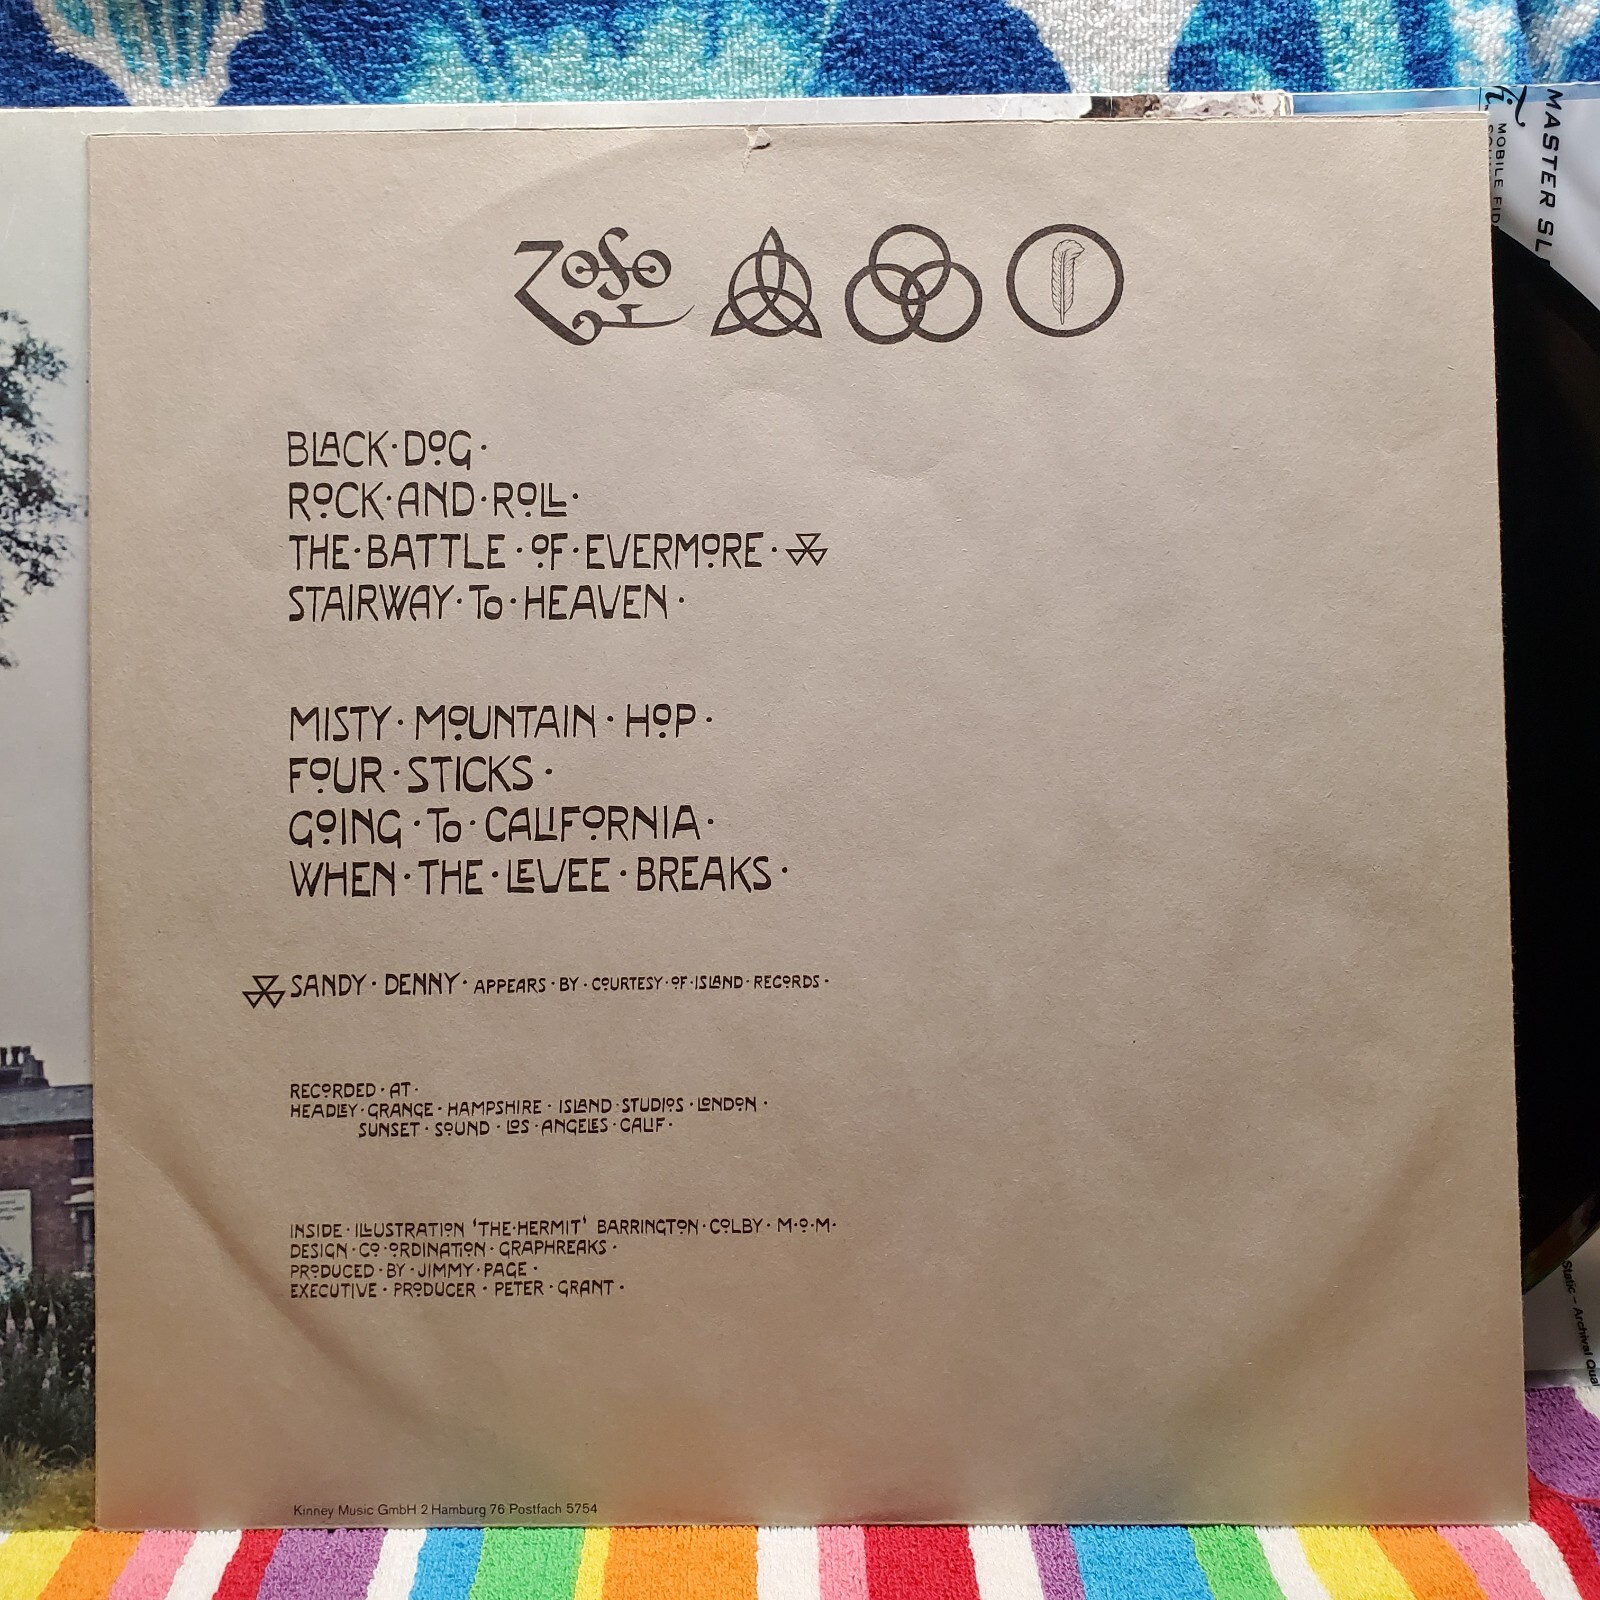 BLACK·DOG·
ROCK·AND·ROLL·
THE·BATTLE·OF·EVERMORE·
STAIRWAY·TO·HEAVEN·
MISTY·MOUNTAIN·HOP·
FOUR·STICKS·
GOING·TO·CALIFORNIA·
WHEN·THE·LEVEE·BREAKS·
SANDY·DENNY·APPEARS·BY·COURTESY·OF·ISLAND·RECORDS·
RECORDED·AT·
HEADLEY·GRANGE·HAMPSHIRE·ISLAND·STUDIOS·LONDON·
SUNSET·SOUND·LOS·ANGELES·CALIF·
INSIDE·ILLUSTRATION 'THE·HERMIT' BARRINGTON·COLBY·M·O·M·
DESIGN·CO·ORDINATION·GRAPHREAKS·
PRODUCED·BY·JIMMY·PAGE·
EXECUTIVE·PRODUCER·PETER·GRANT·
Kinney Music GmbH 2 Hamburg 76 Postfach 5754
MASTER
MOBILE
Static – Archival